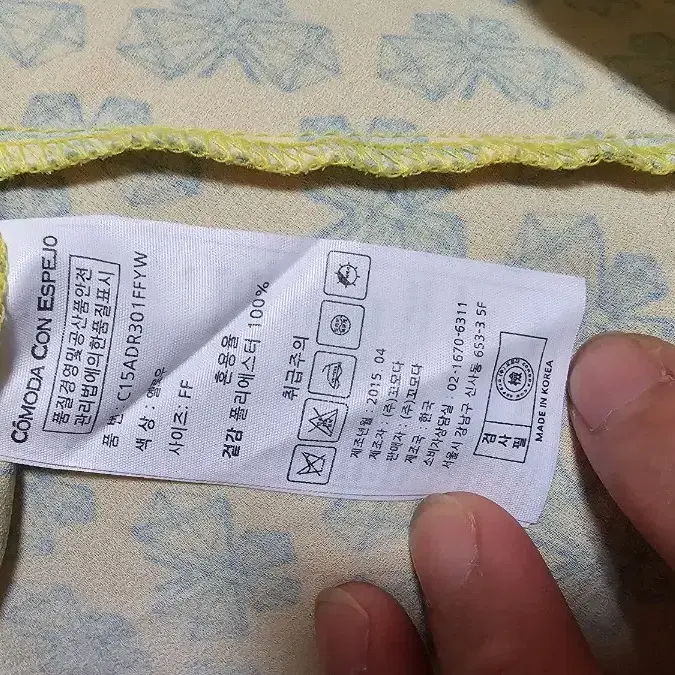 CÓMODA CON ESPEJO
품질경영및공산품안전
관리법에의한품질표시
품 번 : C15ADR301FFYW
색 상 : 옐로우
사이즈: FF
혼용율
겉감 폴리에스터 100%
취급주의
제조년월 : 2015. 04
제조자 : (주)꼬모다
판매자 : (주)꼬모다
제조국 : 한국
소비자상담실 : 02-1670-6311
서울시 강남구 신사동 653-3 5F
검 사 필
MADE IN KOREA